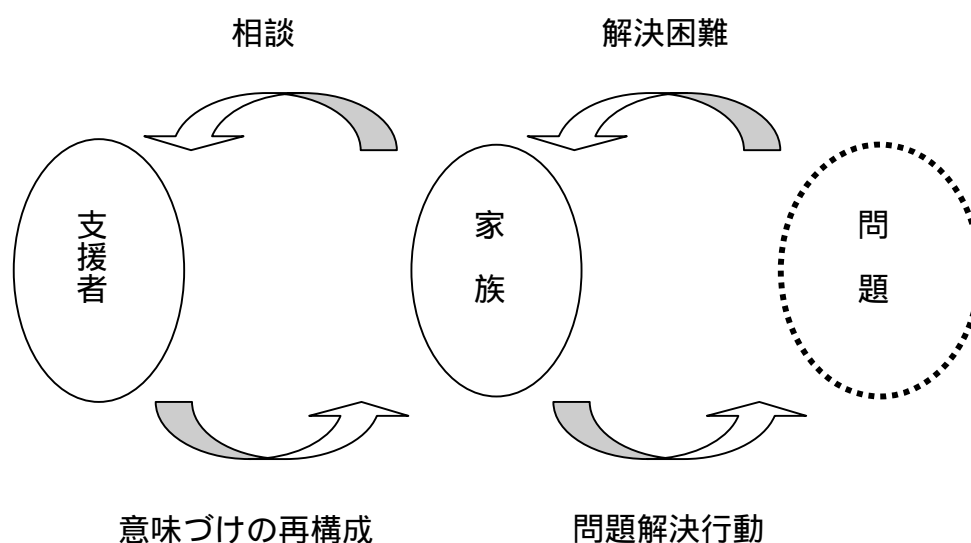 相談
解決困難
支援者
家族
問題
意味づけの再構成
問題解決行動